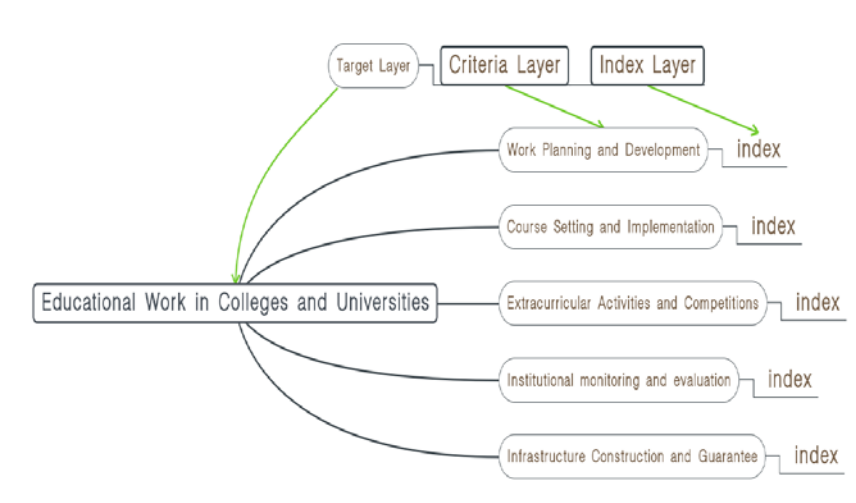 Target Layer
Criteria Layer
Index Layer
Work Planning and Development
index
Course Setting and Implementation
index
Educational Work in Colleges and Universities
Extracurricular Activities and Competitions
index
Institutional monitoring and evaluation
index
Infrastructure Construction and Guarantee
index